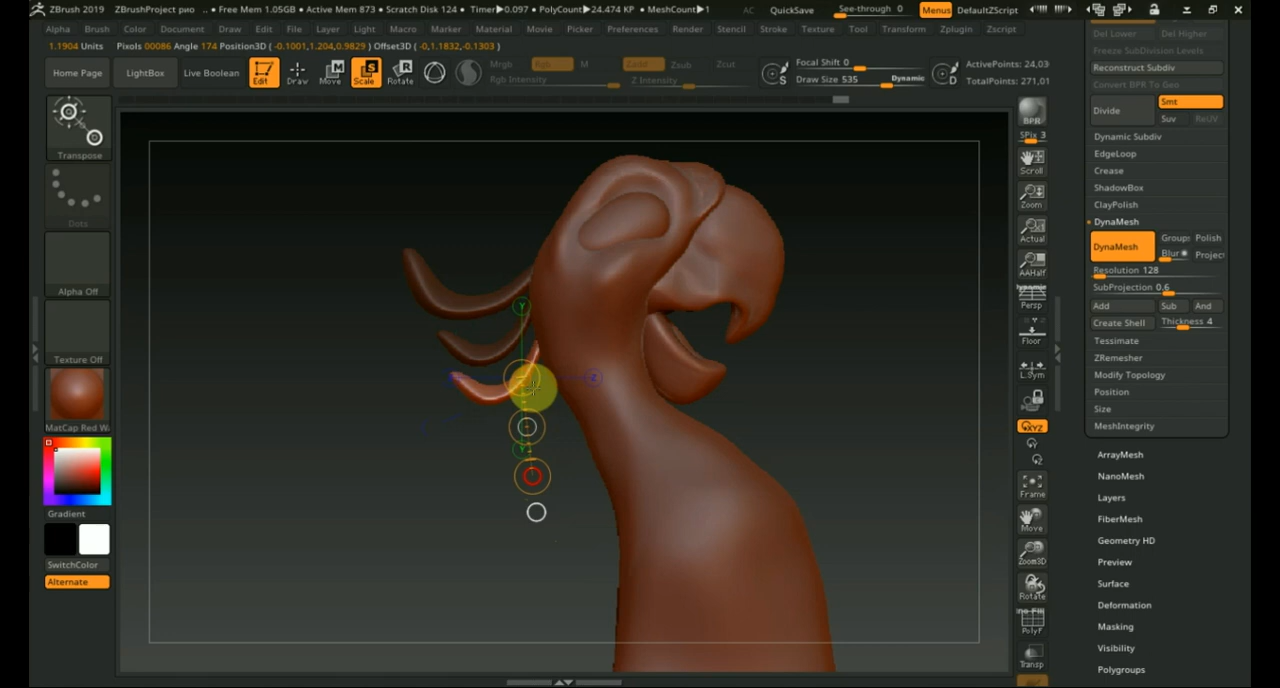 ZBrush 2019 ZBrushProject pwo .. • Free Mem 1.05GB • Active Mem 873 • Scratch Disk 124 • Timer▶0.097 • PolyCount▶24.474 KP • MeshCount▶1 AC QuickSave See-through 0 Menus DefaultZScript
Alpha Brush Color Document Draw Edit File Layer Light Macro Marker Material Movie Picker Preferences Render Stencil Stroke Texture Tool Transform Zplugin Zscript
1.1904 Units Pixols 00086 Angle 174 Position3D ( -0.1001,1.204,0.9829 ) Offset3D ( -0,1.1832,-0.1303 )
Home Page LightBox Live Boolean Edit Draw Move Scale Rotate
Mrgb Rgb M Zadd Zsub Zcut
Rgb Intensity Z Intensity
S Focal Shift 0
Draw Size 535 Dynamic
D ActivePoints: 24,03
TotalPoints: 271,01
Transpose
Dots
Alpha Off
Texture Off
MatCap Red Wa
Gradient
SwitchColor
Alternate
Y
Z
BPR
SPix 3
Scroll
Zoom
Actual
AAHalf
Dynamic
Persp
Floor
L.Sym
XYZ
Y
Z
Frame
Move
Zoom3D
Rotate
PolyF
Transp
Del Lower Del Higher
Freeze SubDivision Levels
Reconstruct Subdiv
Convert BPR To Geo
Divide Smt
Suv ReUV
Dynamic Subdiv
EdgeLoop
Crease
ShadowBox
ClayPolish
DynaMesh
DynaMesh Groups Polish
Blur Project
Resolution 128
SubProjection 0.6
Add Sub And
Create Shell Thickness 4
Tessimate
ZRemesher
Modify Topology
Position
Size
MeshIntegrity
ArrayMesh
NanoMesh
Layers
FiberMesh
Geometry HD
Preview
Surface
Deformation
Masking
Visibility
Polygroups